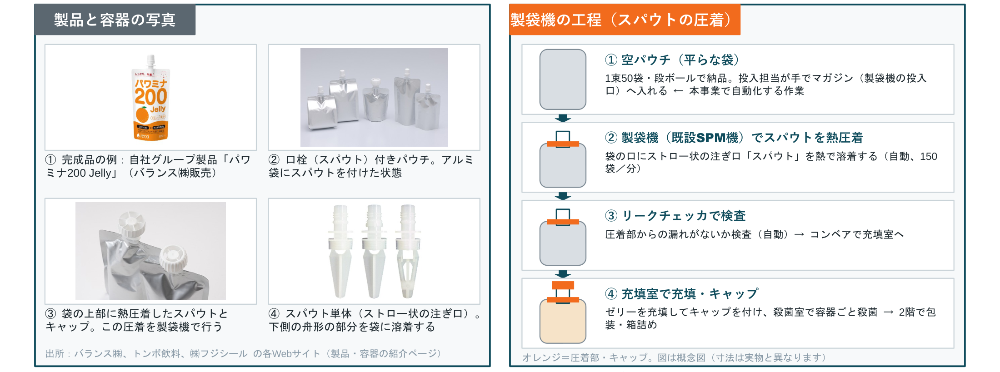 製品と容器の写真
しっかり、栄養！
パワミナ
200
Jelly
バランス
① 完成品の例：自社グループ製品「パワ
ミナ200 Jelly」（バランス㈱販売）
② 口栓（スパウト）付きパウチ。アルミ
袋にスパウトを付けた状態
③ 袋の上部に熱圧着したスパウトと
キャップ。この圧着を製袋機で行う
④ スパウト単体（ストロー状の注ぎ口）。
下側の舟形の部分を袋に溶着する
出所：バランス㈱、トンボ飲料、㈱フジシール の各Webサイト（製品・容器の紹介ページ）
製袋機の工程（スパウトの圧着）
① 空パウチ（平らな袋）
1束50袋・段ボールで納品。投入担当が手でマガジン（製袋機の投入
口）へ入れる ← 本事業で自動化する作業
② 製袋機（既設SPM機）でスパウトを熱圧着
袋の口にストロー状の注ぎ口「スパウト」を熱で溶着する（自動、150
袋／分）
③ リークチェッカで検査
圧着部からの漏れがないか検査（自動）→ コンベアで充填室へ
④ 充填室で充填・キャップ
ゼリーを充填してキャップを付け、殺菌室で容器ごと殺菌 → 2階で包
装・箱詰め
オレンジ＝圧着部・キャップ。図は概念図（寸法は実物と異なります）